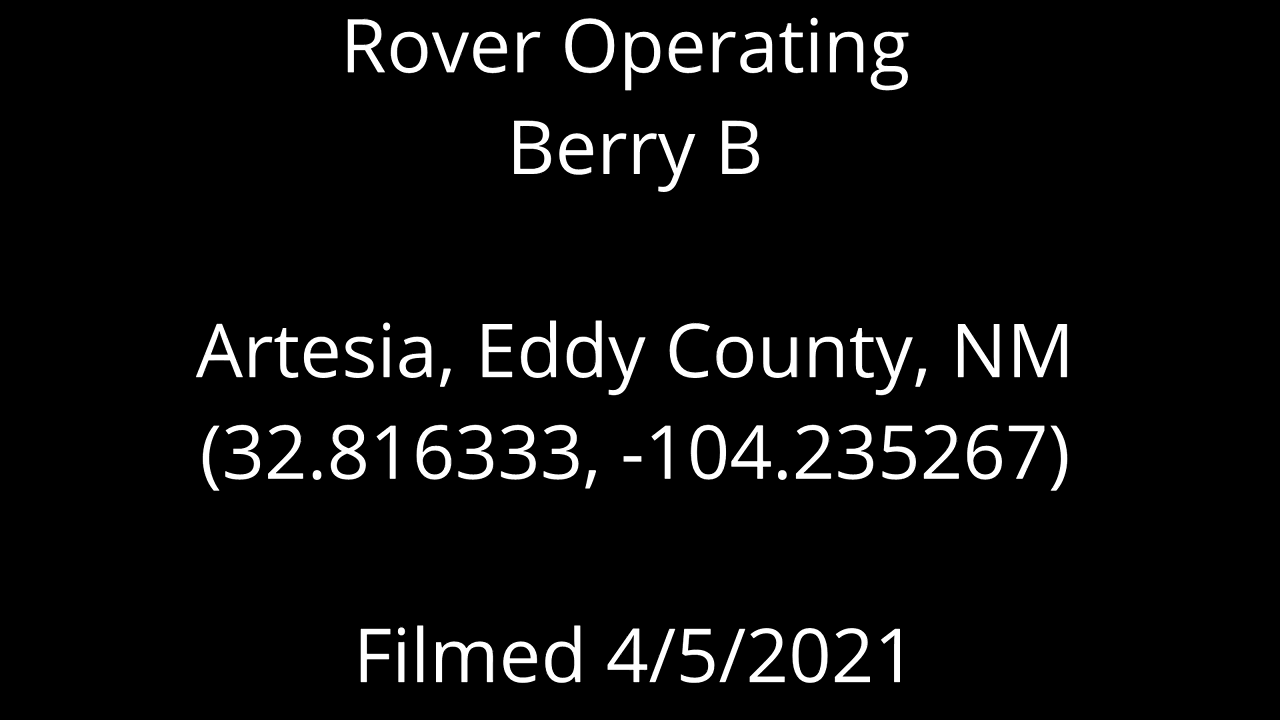 Rover Operating
Berry B
Artesia, Eddy County, NM
(32.816333, -104.235267)
Filmed 4/5/2021